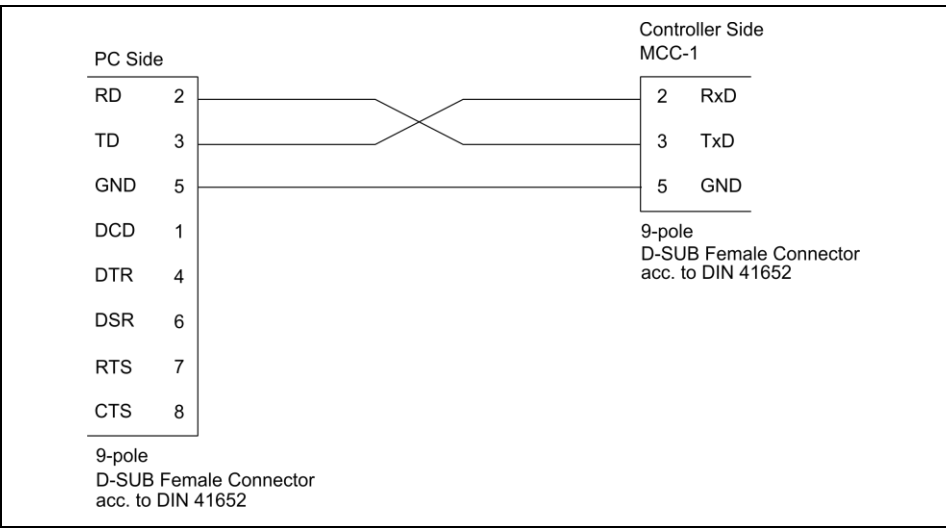 Controller Side
MCC-1
PC Side
RD 2
TD 3
GND 5
DCD 1
DTR 4
DSR 6
RTS 7
CTS 8
9-pole
D-SUB Female Connector
acc. to DIN 41652
2 RxD
3 TxD
5 GND
9-pole
D-SUB Female Connector
acc. to DIN 41652